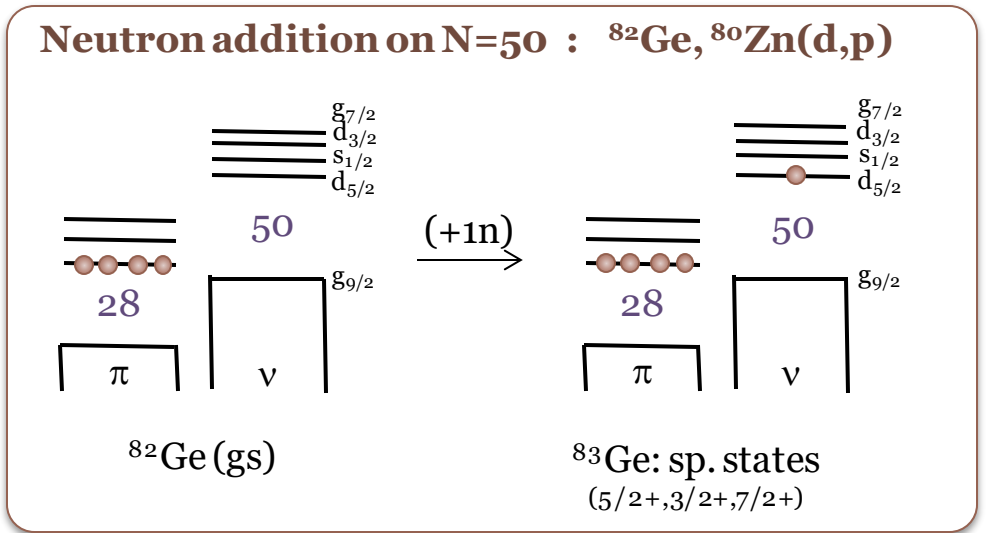 Neutron addition on N=50 : ⁸²Ge, ⁸⁰Zn(d,p)
g₇/₂
d₃/₂
s₁/₂
d₅/₂
50
g₉/₂
28
π
ν
⁸²Ge (gs)
(+1n)
g₇/₂
d₃/₂
s₁/₂
d₅/₂
50
g₉/₂
28
π
ν
⁸³Ge: sp. states
(5/2+,3/2+,7/2+)